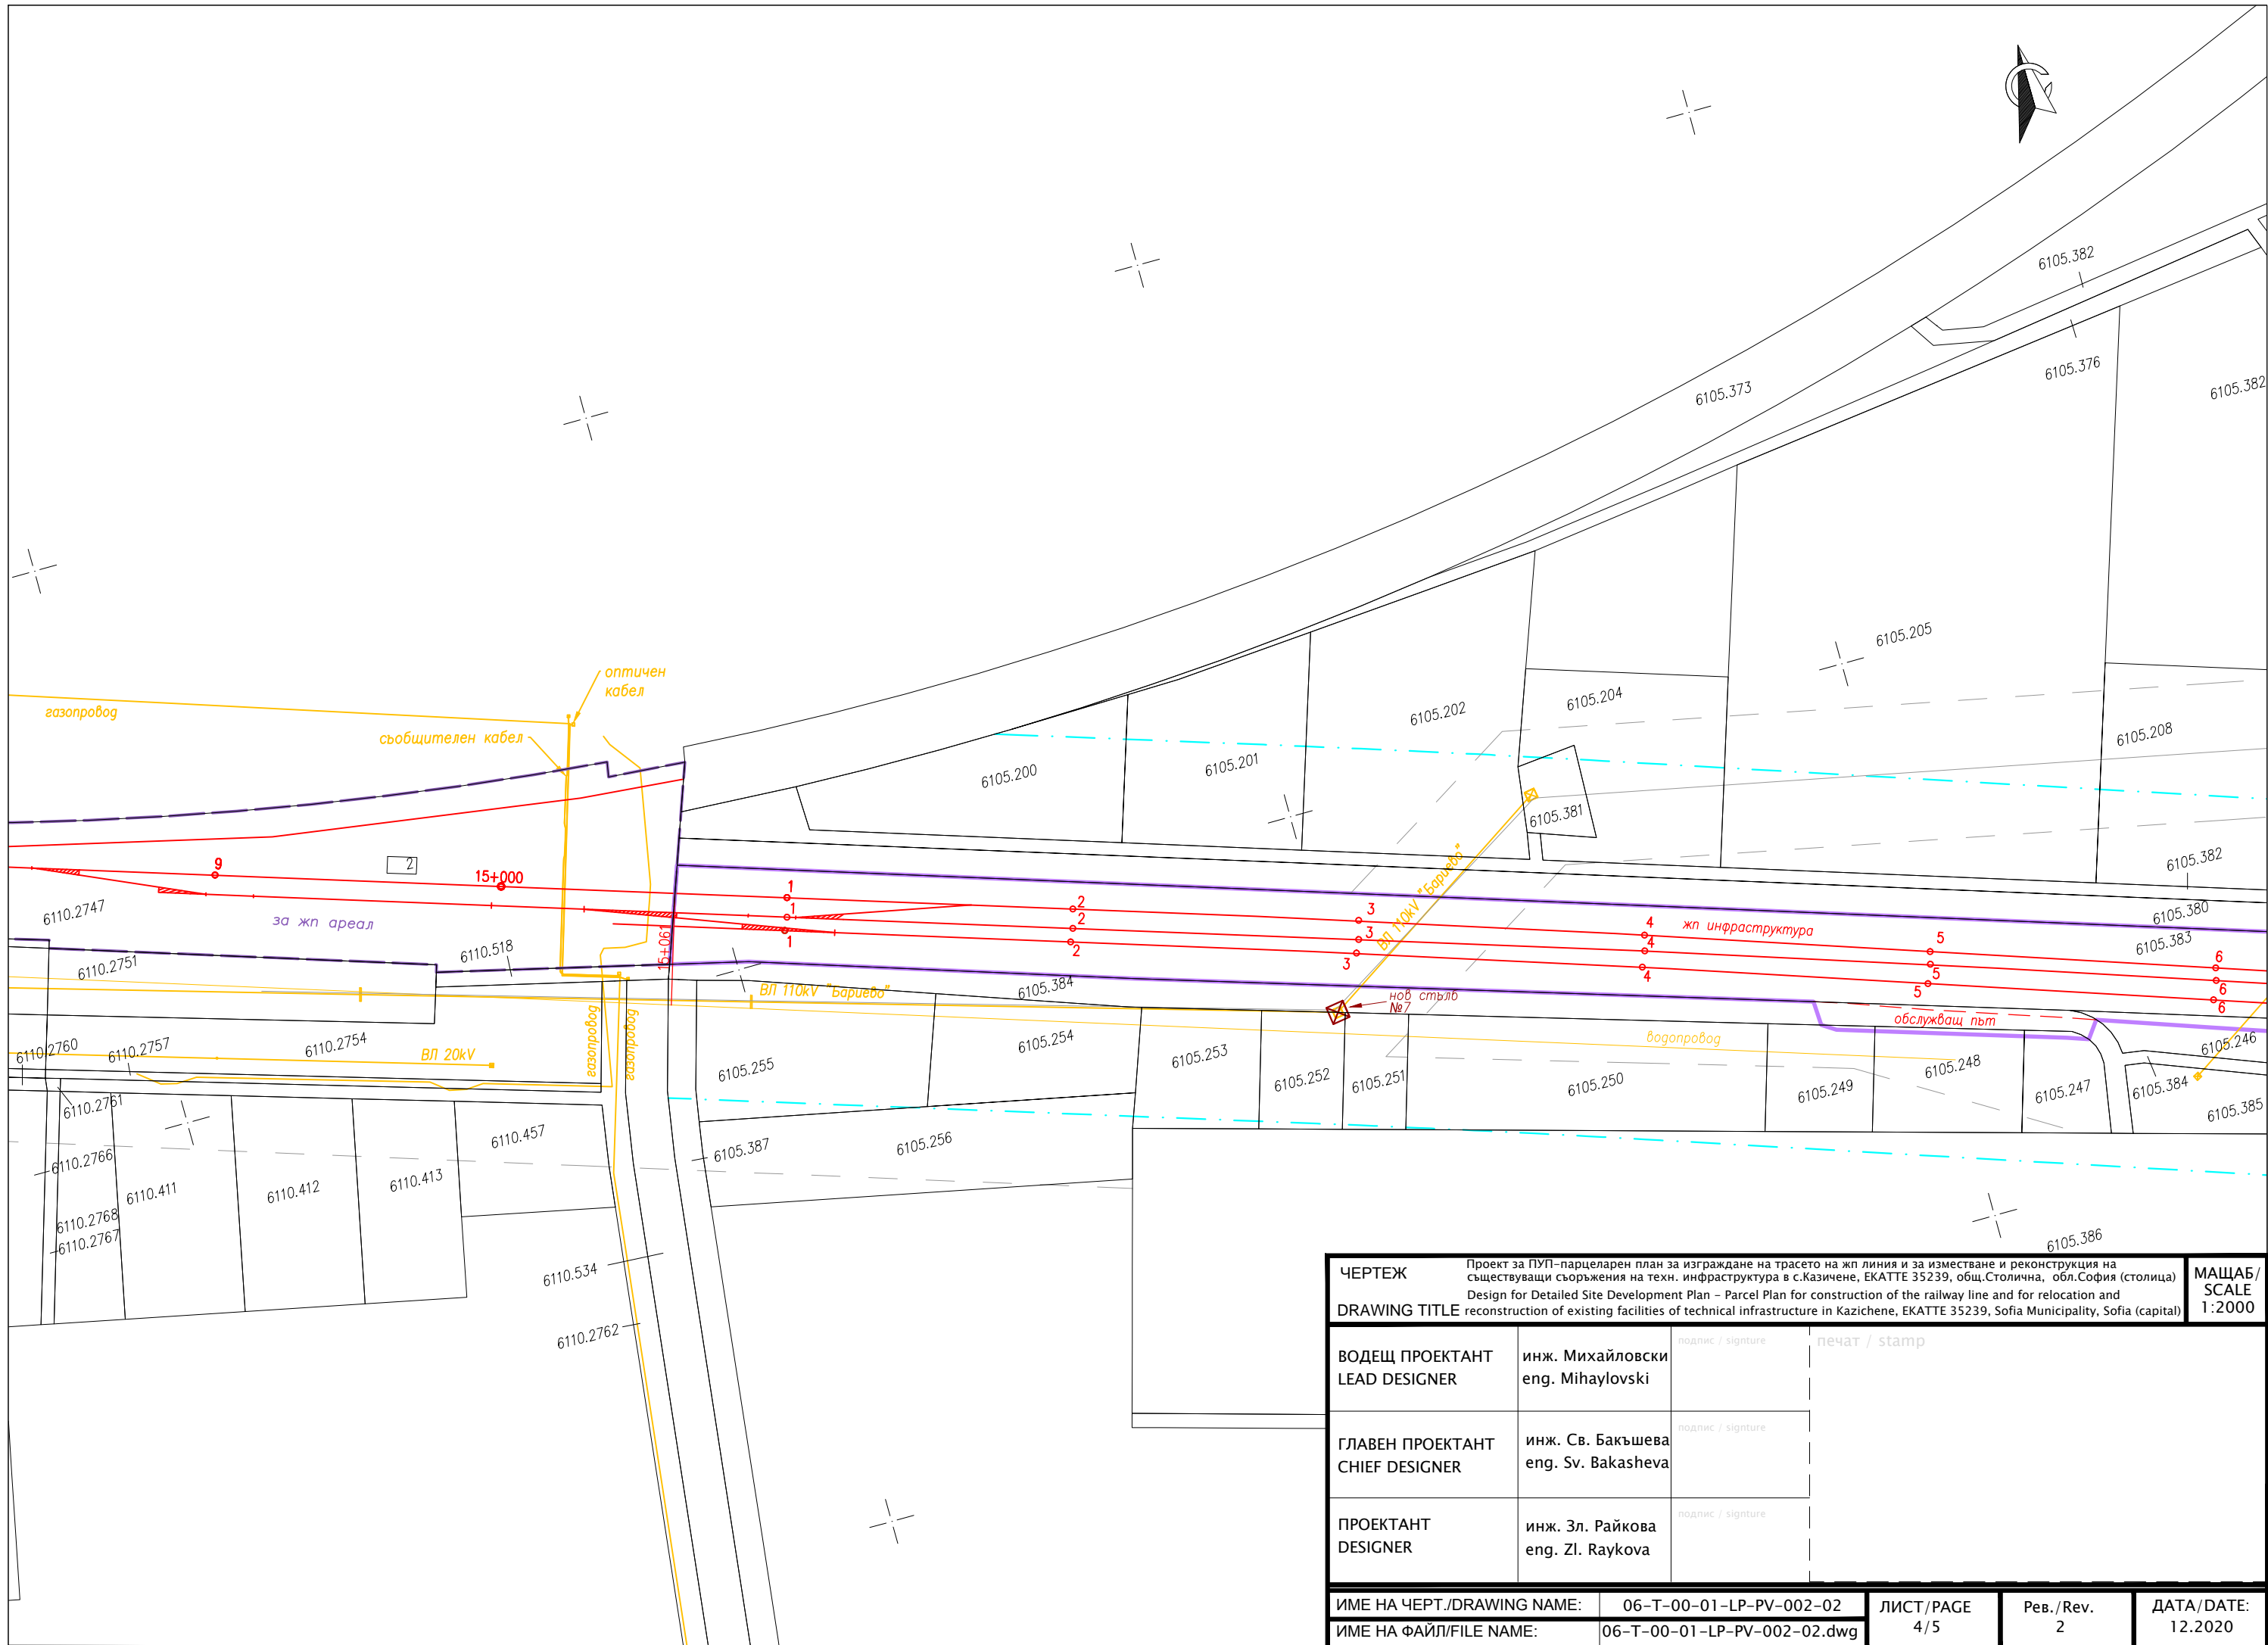 6105.382
6105.376
6105.382
6105.373
6105.205
6105.204
6105.202
6105.208
6105.201
6105.200
6105.381
6105.382
6105.380
6105.383
оптичен
кабел
газопровод
съобщителен кабел
2
9
15+000
1
1
1
2
2
2
3
3
3
4
4
4
5
5
5
6
6
6
жп инфраструктура
ВЛ 110kV "Бариево"
6110.2747
за жп ареал
15+061
6110.518
6110.2751
ВЛ 110kV "Бариево"
6105.384
нов стълб
№7
обслужващ път
водопровод
6105.246
6110.2760
6110.2757
6110.2754
ВЛ 20kV
газопровод
газопровод
6105.255
6105.254
6105.253
6105.252
6105.251
6105.250
6105.249
6105.248
6105.247
6105.384
6105.385
6110.2761
6110.2766
6110.411
6110.412
6110.413
6110.457
6105.387
6105.256
6110.2768
6110.2767
6110.534
6110.2762
6105.386
ЧЕРТЕЖ
Проект за ПУП-парцеларен план за изграждане на трасето на жп линия и за изместване и реконструкция на
съществуващи съоръжения на техн. инфраструктура в с.Казичене, ЕКАТТЕ 35239, общ.Столична, обл.София (столица)
Design for Detailed Site Development Plan - Parcel Plan for construction of the railway line and for relocation and
DRAWING TITLE reconstruction of existing facilities of technical infrastructure in Kazichene, EKATTE 35239, Sofia Municipality, Sofia (capital)
МАЩАБ/
SCALE
1:2000
ВОДЕЩ ПРОЕКТАНТ
LEAD DESIGNER
инж. Михайловски
eng. Mihaylovski
подпис / signture
печат / stamp
ГЛАВЕН ПРОЕКТАНТ
CHIEF DESIGNER
инж. Св. Бакъшева
eng. Sv. Bakasheva
подпис / signture
ПРОЕКТАНТ
DESIGNER
инж. Зл. Райкова
eng. Zl. Raykova
подпис / signture
ИМЕ НА ЧЕРТ./DRAWING NAME: 06-T-00-01-LP-PV-002-02
ИМЕ НА ФАЙЛ/FILE NAME: 06-T-00-01-LP-PV-002-02.dwg
ЛИСТ/PAGE
4/5
Рев./Rev.
2
ДАТА/DATE:
12.2020